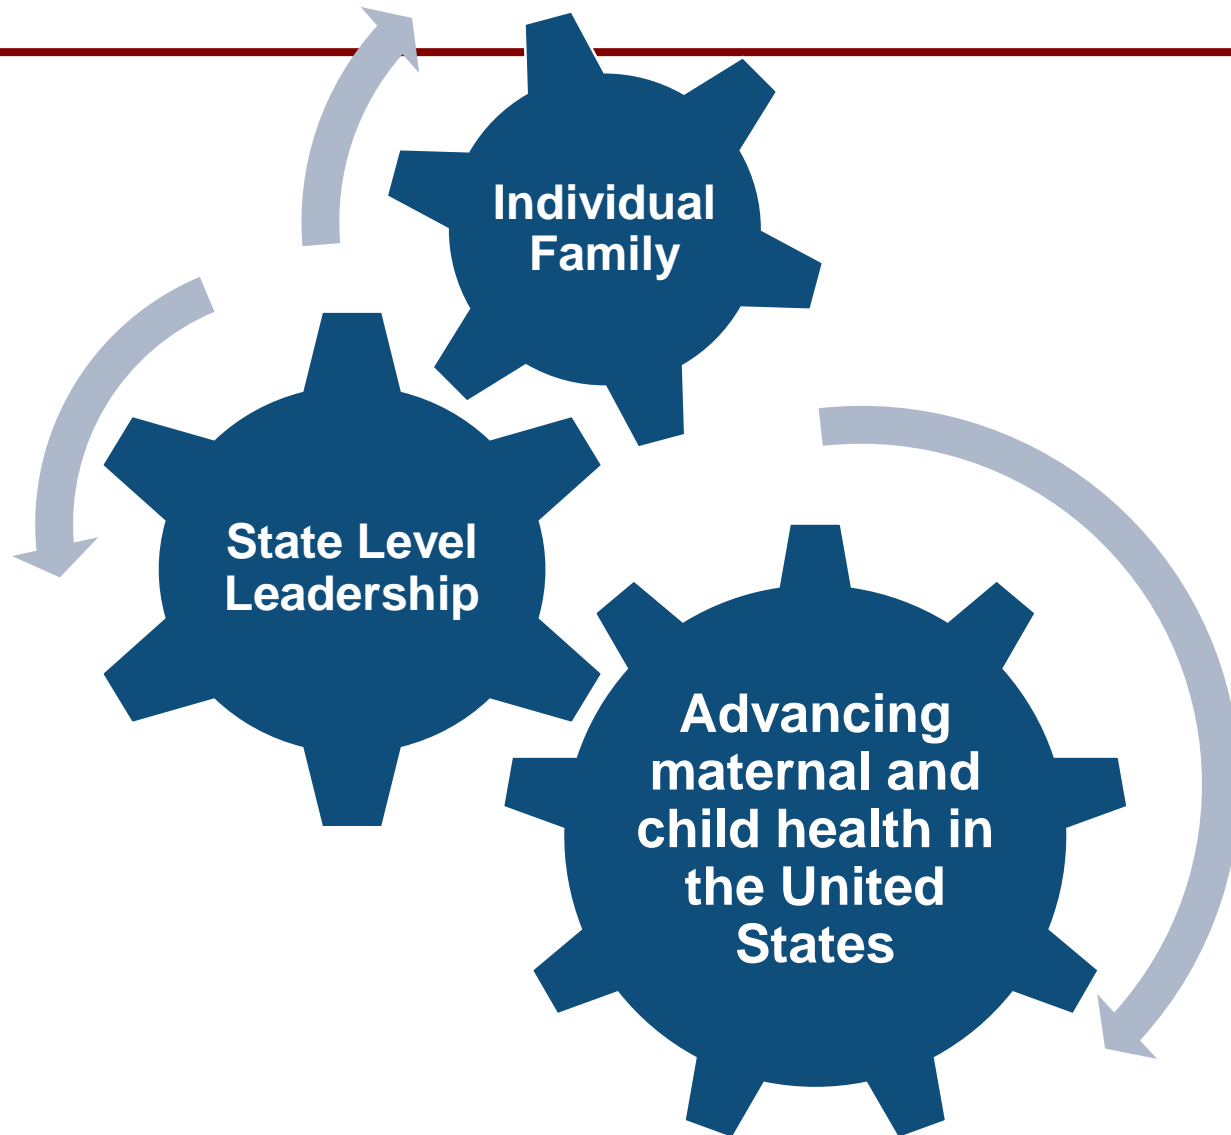 Individual
Family
State Level
Leadership
Advancing
maternal and
child health in
the United
States